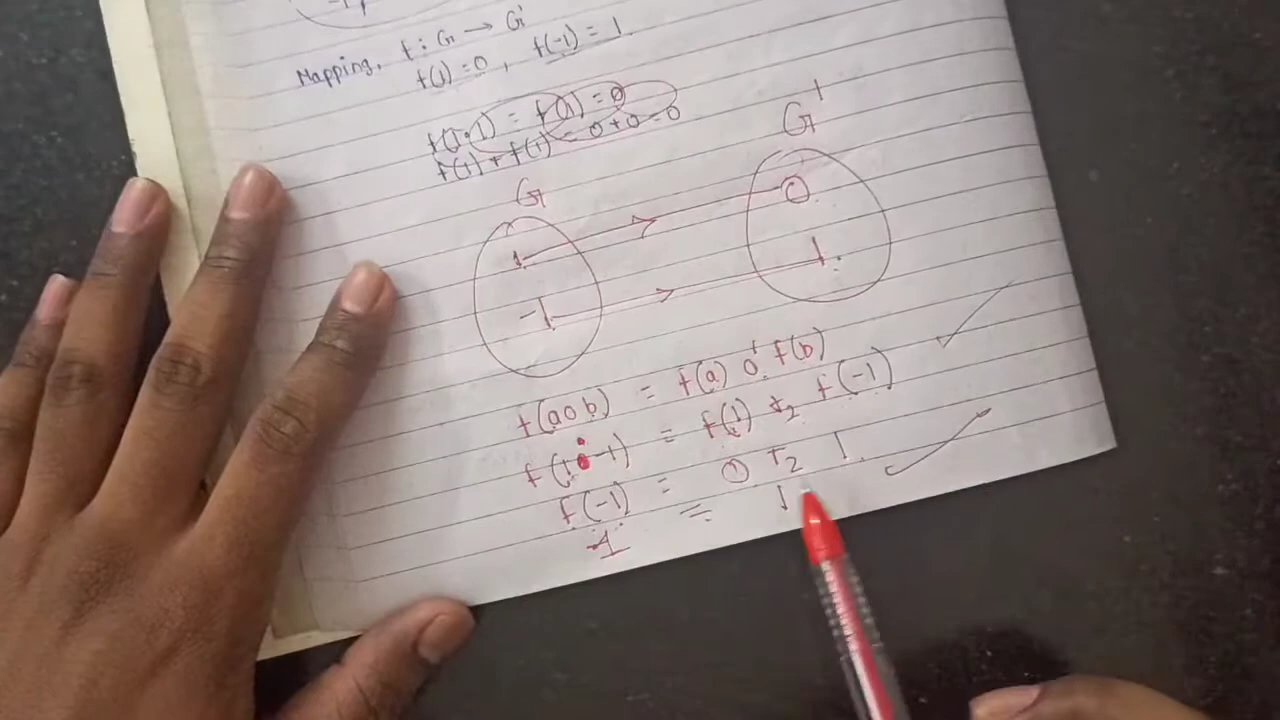 Mapping, f : G → G'
f(1) = 0 , f(-1) = 1.
f(1·1) = f(1) = 0
f(1) + f(1) = 0 + 0 = 0
G G'
1 0
-1 1
f(a o b) = f(a) o' f(b)
f(1 · -1) = f(1) +₂ f(-1)
f(-1) = 0 +₂ 1
1 = 1